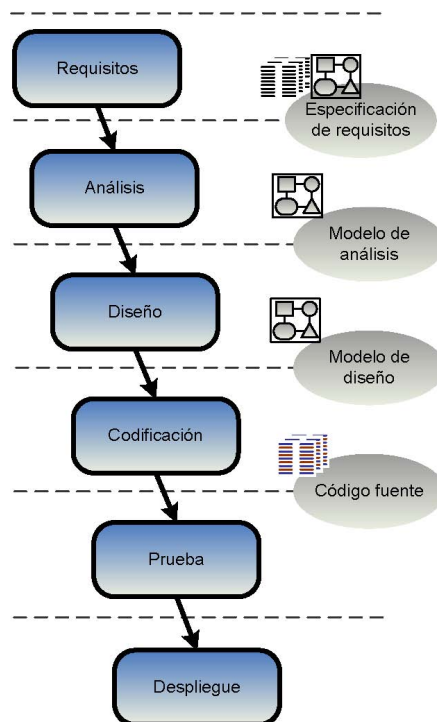 Requisitos
Especificación
de requisitos
Análisis
Modelo de
análisis
Diseño
Modelo de
diseño
Codificación
Código fuente
Prueba
Despliegue